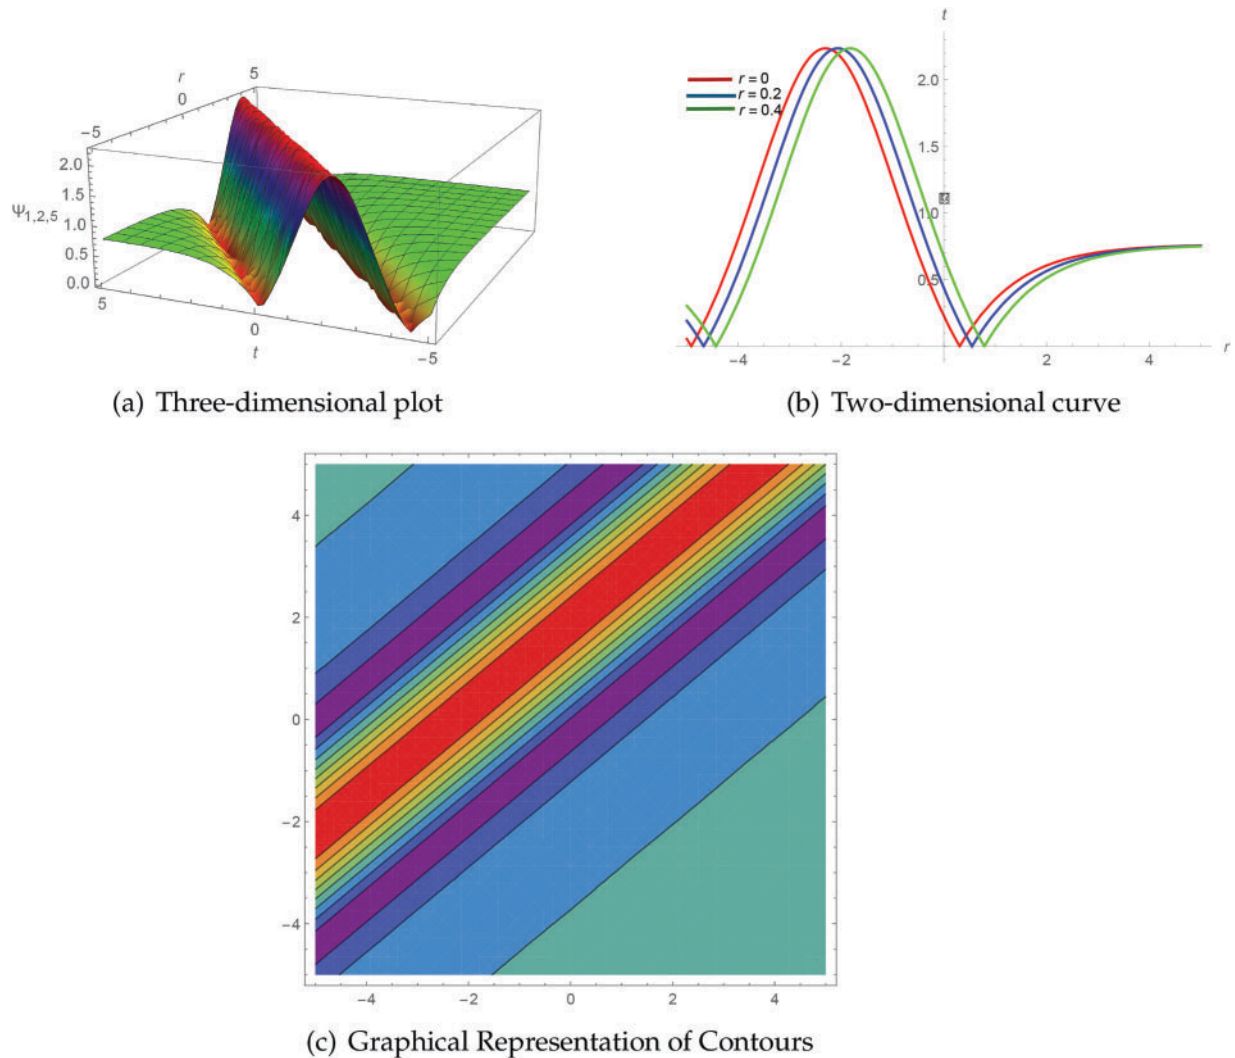 r
5
0
−5
2.0
1.5
1.0
0.5
0.0
Ψ1,2,5
5
0
−5
t
(a) Three-dimensional plot
t
r = 0
r = 0.2
r = 0.4
2.0
1.5
1.0
0.5
−4
−2
2
4
r
(b) Two-dimensional curve
4
2
0
−2
−4
−4
−2
0
2
4
(c) Graphical Representation of Contours